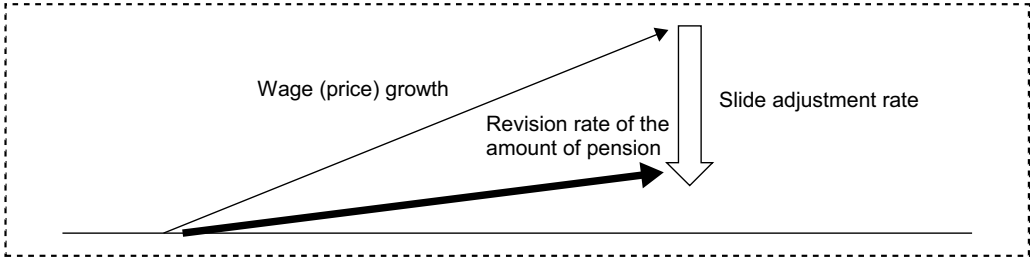 Wage (price) growth
Slide adjustment rate
Revision rate of the
amount of pension